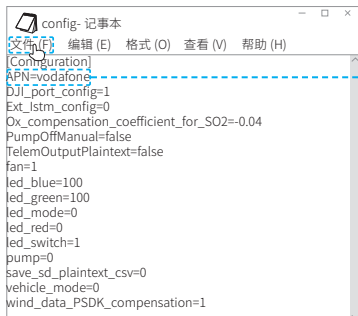 config- 记事本
文件 (F) 编辑 (E) 格式 (O) 查看 (V) 帮助 (H)
[Configuration]
APN=vodafone
DJI_port_config=1
Ext_Istm_config=0
Ox_compensation_coefficient_for_SO2=-0.04
PumpOffManual=false
TelemOutputPlaintext=false
fan=1
led_blue=100
led_green=100
led_mode=0
led_red=0
led_switch=1
pump=0
save_sd_plaintext_csv=0
vehicle_mode=0
wind_data_PSDK_compensation=1